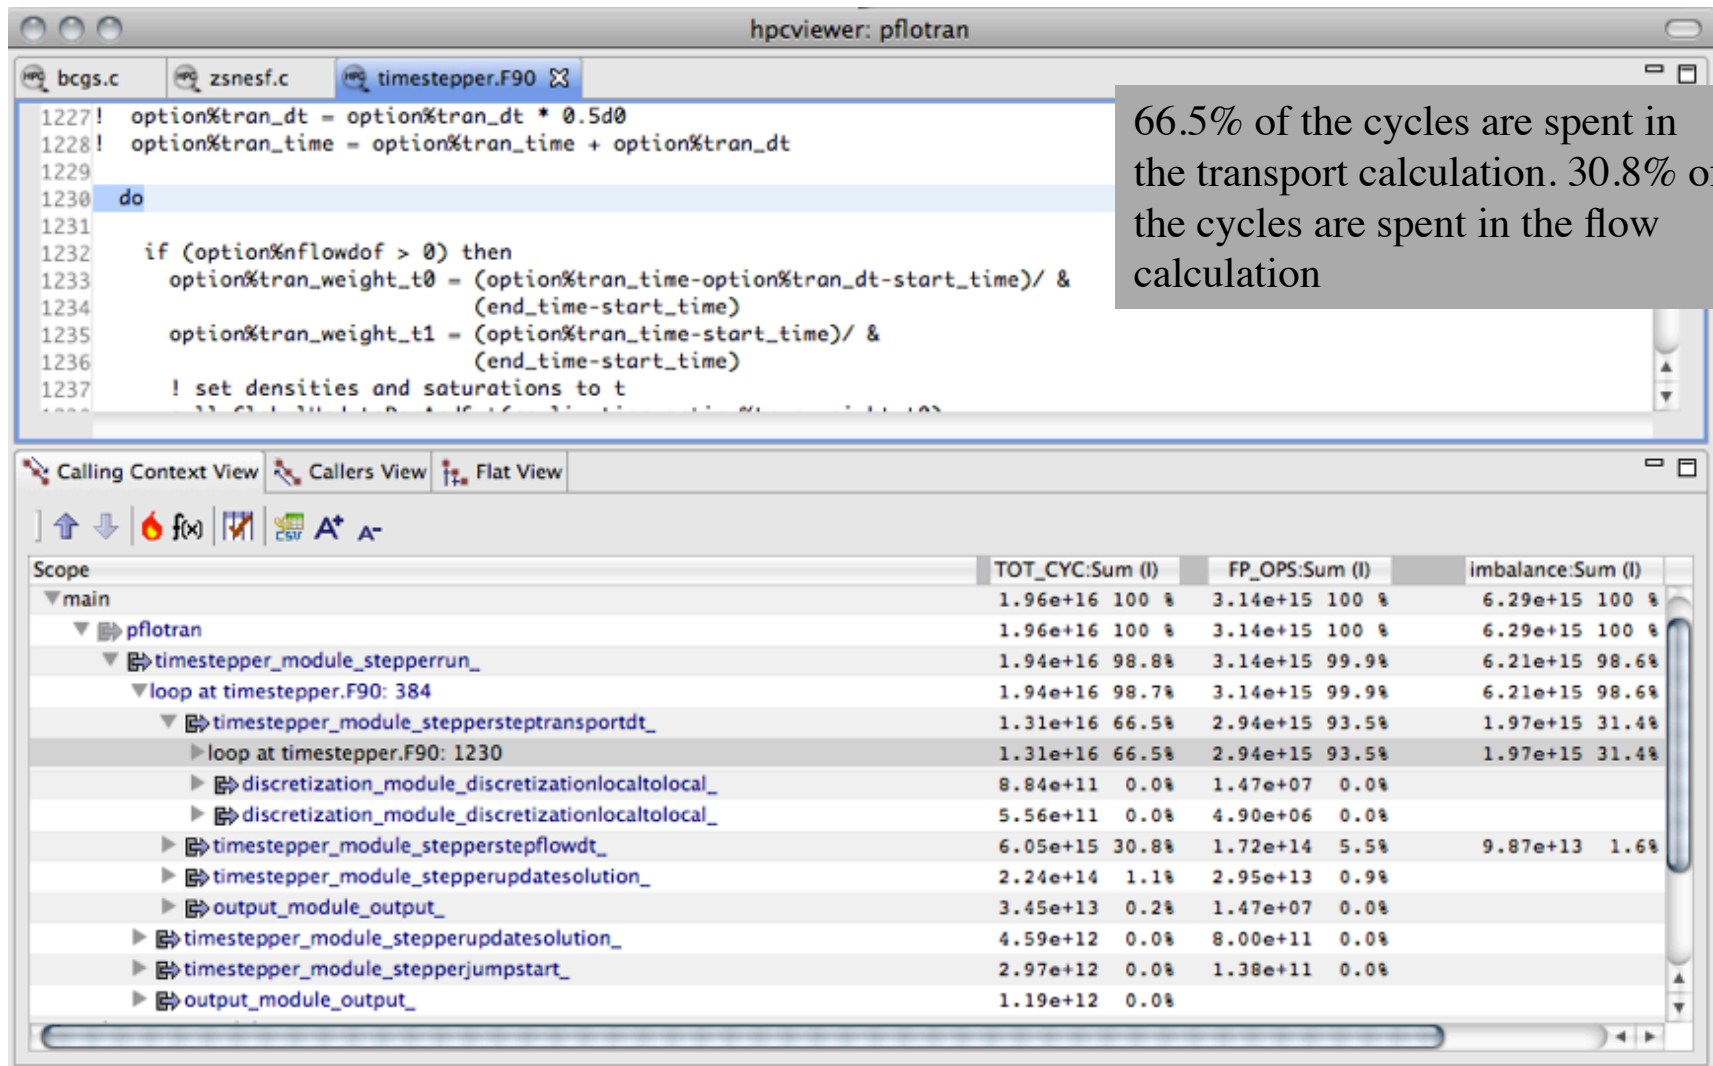 hpcviewer: pflotran
bcgs.c zsnesf.c timestepper.F90
1227! option%tran_dt = option%tran_dt * 0.5d0
1228! option%tran_time = option%tran_time + option%tran_dt
1229
1230 do
1231
1232 if (option%nflowdof > 0) then
1233 option%tran_weight_t0 = (option%tran_time-option%tran_dt-start_time)/ &
1234 (end_time-start_time)
1235 option%tran_weight_t1 = (option%tran_time-start_time)/ &
1236 (end_time-start_time)
1237 ! set densities and saturations to t
66.5% of the cycles are spent in
the transport calculation. 30.8% of
the cycles are spent in the flow
calculation
Calling Context View Callers View Flat View
f(x) CSV A+ A-
Scope TOT_CYC:Sum (I) FP_OPS:Sum (I) imbalance:Sum (I)
main 1.96e+16 100 % 3.14e+15 100 % 6.29e+15 100 %
pflotran 1.96e+16 100 % 3.14e+15 100 % 6.29e+15 100 %
timestepper_module_stepperrun_ 1.94e+16 98.8% 3.14e+15 99.9% 6.21e+15 98.6%
loop at timestepper.F90: 384 1.94e+16 98.7% 3.14e+15 99.9% 6.21e+15 98.6%
timestepper_module_steppersteptransportdt_ 1.31e+16 66.5% 2.94e+15 93.5% 1.97e+15 31.4%
loop at timestepper.F90: 1230 1.31e+16 66.5% 2.94e+15 93.5% 1.97e+15 31.4%
discretization_module_discretizationlocaltolocal_ 8.84e+11 0.0% 1.47e+07 0.0%
discretization_module_discretizationlocaltolocal_ 5.56e+11 0.0% 4.90e+06 0.0%
timestepper_module_stepperstepflowdt_ 6.05e+15 30.8% 1.72e+14 5.5% 9.87e+13 1.6%
timestepper_module_stepperupdatesolution_ 2.24e+14 1.1% 2.95e+13 0.9%
output_module_output_ 3.45e+13 0.2% 1.47e+07 0.0%
timestepper_module_stepperupdatesolution_ 4.59e+12 0.0% 8.00e+11 0.0%
timestepper_module_stepperjumpstart_ 2.97e+12 0.0% 1.38e+11 0.0%
output_module_output_ 1.19e+12 0.0%